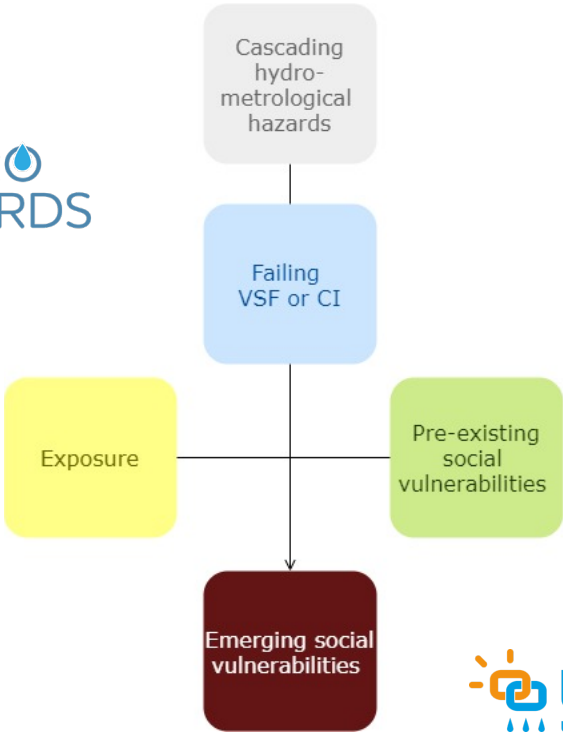 Cascading
hydro-
metrological
hazards
RDS
Failing
VSF or CI
Exposure
Pre-existing
social
vulnerabilities
Emerging social
vulnerabilities